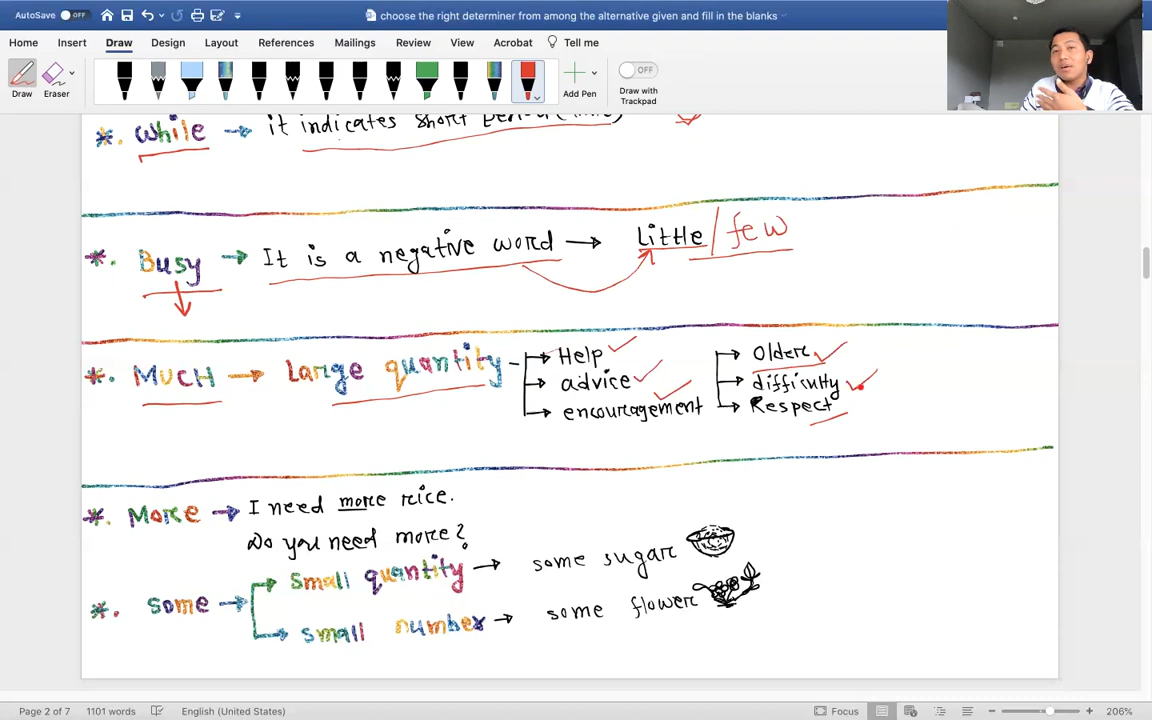 AutoSave OFF
choose the right determiner from among the alternative given and fill in the blanks
Home Insert Draw Design Layout References Mailings Review View Acrobat Tell me
Draw Eraser Add Pen OFF Draw with Trackpad
*. While → it indicates short period (time)
*. Busy → It is a negative word → Little/few
*. MUCH → Large quantity
→ Help
→ advice
→ encouragement
→ Older
→ difficulty
→ Respect
*. More → I need more rice.
Do you need more?
*. some →
small quantity → some sugar
small number → some flower
Page 2 of 7 1101 words English (United States) Focus 206%